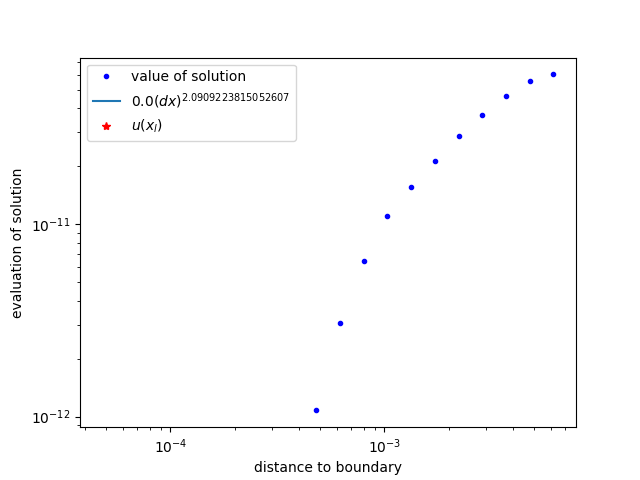 value of solution
0.0(dx)^2.0909223815052607
u(x_l)
evaluation of solution
10^-11
10^-12
10^-4
10^-3
distance to boundary